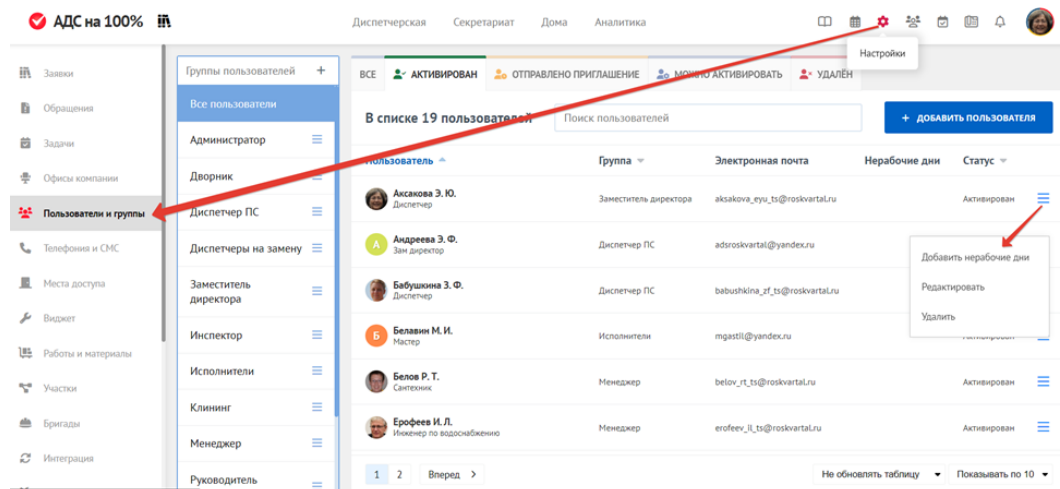 АДС на 100%
Диспетчерская Секретариат Дома Аналитика
Настройки
Заявки
Обращения
Задачи
Офисы компании
Пользователи и группы
Телефония и СМС
Места доступа
Виджет
Работы и материалы
Участки
Бригады
Интеграция
Группы пользователей +
Все пользователи
Администратор
Дворник
Диспетчер ПС
Диспетчеры на замену
Заместитель
директора
Инспектор
Исполнители
Клининг
Менеджер
Руководитель
ВСЕ АКТИВИРОВАН ОТПРАВЛЕНО ПРИГЛАШЕНИЕ МОЖНО АКТИВИРОВАТЬ УДАЛЁН
В списке 19 пользователей Поиск пользователей + ДОБАВИТЬ ПОЛЬЗОВАТЕЛЯ
Пользователь Группа Электронная почта Нерабочие дни Статус
Аксакова Э. Ю.
Диспетчер
Заместитель директора aksakova_eyu_ts@roskvartal.ru Активирован
А
Андреева Э. Ф.
Зам директор
Диспетчер ПС adsroskvartal@yandex.ru
Бабушкина З. Ф.
Диспетчер
Диспетчер ПС babushkina_zf_ts@roskvartal.ru
Б
Белавин М. И.
Мастер
Исполнители mgastil@yandex.ru Активирован
Белов Р. Т.
Сантехник
Менеджер belov_rt_ts@roskvartal.ru Активирован
Ерофеев И. Л.
Инженер по водоснабжению
Менеджер erofeev_il_ts@roskvartal.ru Активирован
Добавить нерабочие дни
Редактировать
Удалить
1 2 Вперед > Не обновлять таблицу Показывать по 10